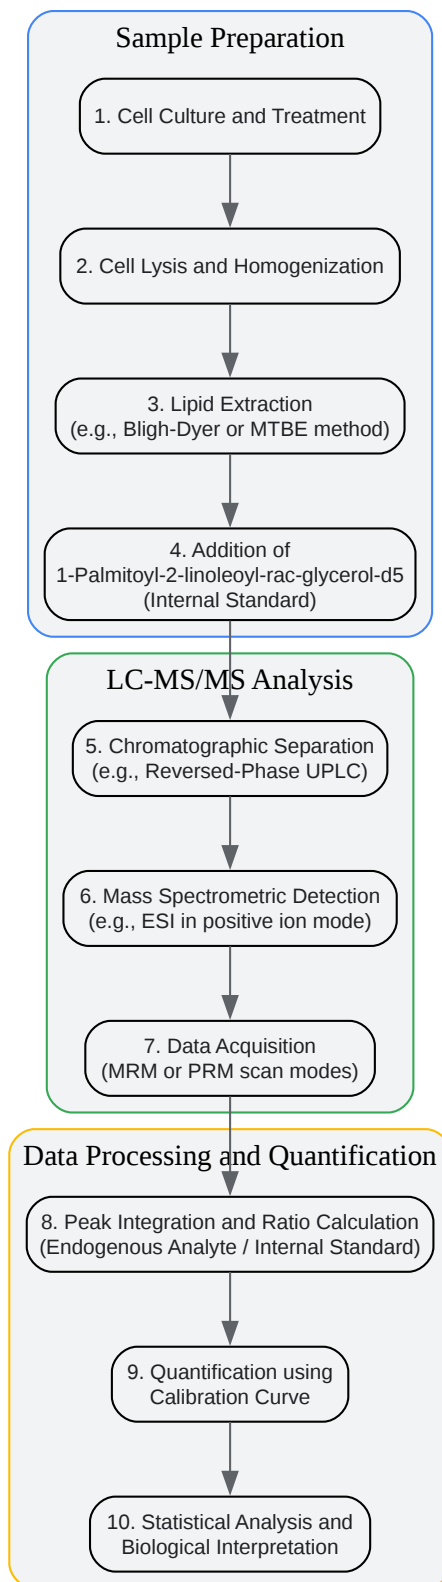 Sample Preparation
1. Cell Culture and Treatment
2. Cell Lysis and Homogenization
3. Lipid Extraction
(e.g., Bligh-Dyer or MTBE method)
4. Addition of
1-Palmitoyl-2-linoleoyl-rac-glycerol-d5
(Internal Standard)
LC-MS/MS Analysis
5. Chromatographic Separation
(e.g., Reversed-Phase UPLC)
6. Mass Spectrometric Detection
(e.g., ESI in positive ion mode)
7. Data Acquisition
(MRM or PRM scan modes)
Data Processing and Quantification
8. Peak Integration and Ratio Calculation
(Endogenous Analyte / Internal Standard)
9. Quantification using
Calibration Curve
10. Statistical Analysis and
Biological Interpretation